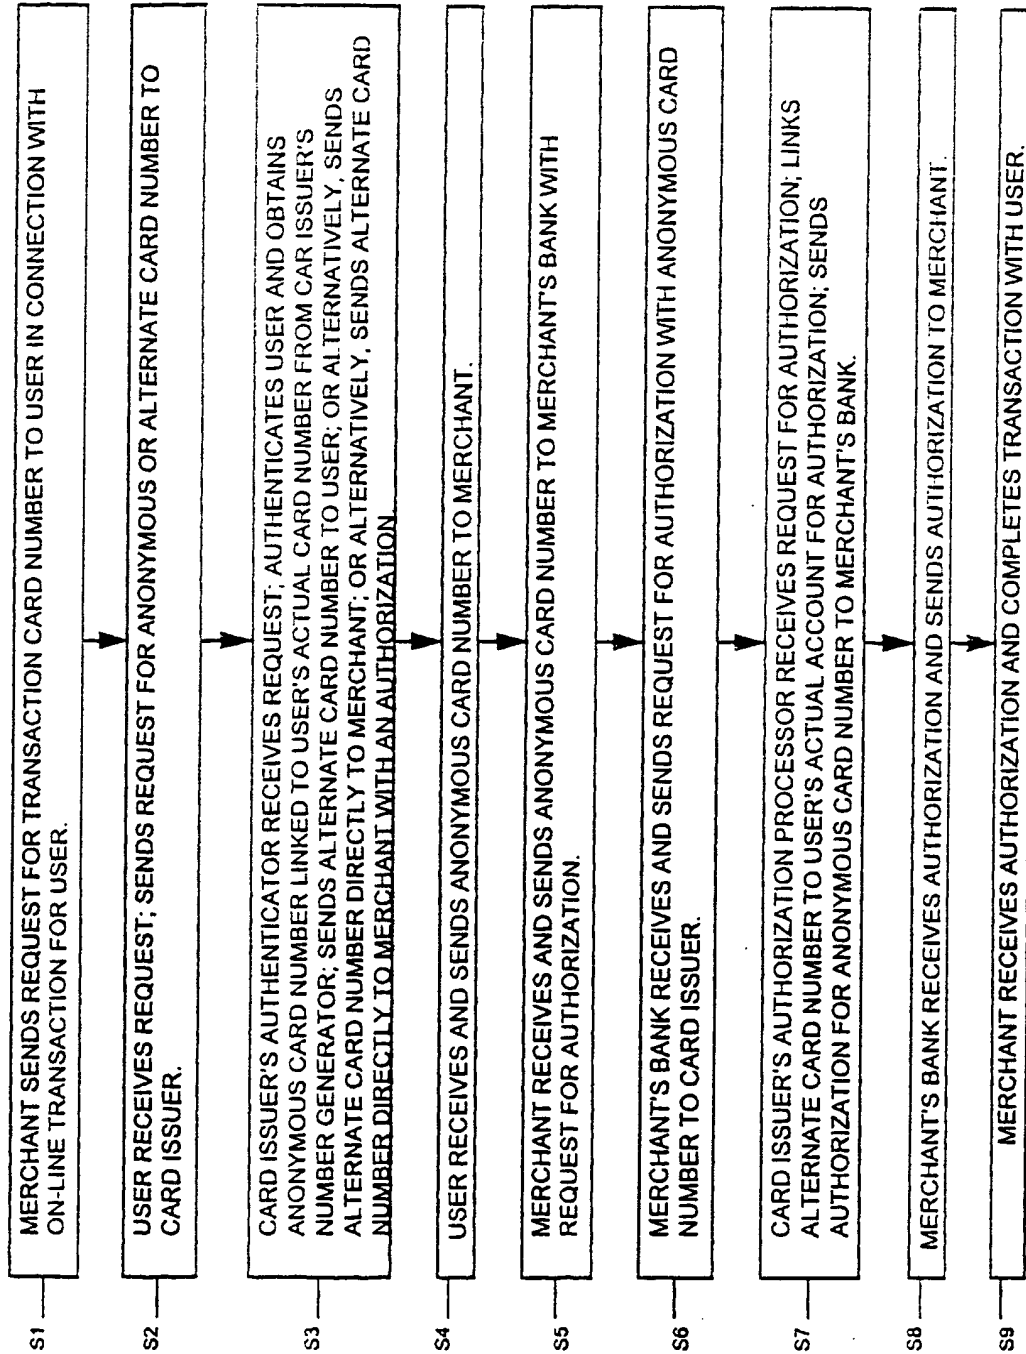 S1
MERCHANT SENDS REQUEST FOR TRANSACTION CARD NUMBER TO USER IN CONNECTION WITH
ON-LINE TRANSACTION FOR USER.
S2
USER RECEIVES REQUEST; SENDS REQUEST FOR ANONYMOUS OR ALTERNATE CARD NUMBER TO
CARD ISSUER.
S3
CARD ISSUER'S AUTHENTICATOR RECEIVES REQUEST; AUTHENTICATES USER AND OBTAINS
ANONYMOUS CARD NUMBER LINKED TO USER'S ACTUAL CARD NUMBER FROM CAR ISSUER'S
NUMBER GENERATOR; SENDS ALTERNATE CARD NUMBER TO USER; OR ALTERNATIVELY, SENDS
ALTERNATE CARD NUMBER DIRECTLY TO MERCHANT; OR ALTERNATIVELY, SENDS ALTERNATE CARD
NUMBER DIRECTLY TO MERCHANT WITH AN AUTHORIZATION
S4
USER RECEIVES AND SENDS ANONYMOUS CARD NUMBER TO MERCHANT.
S5
MERCHANT RECEIVES AND SENDS ANONYMOUS CARD NUMBER TO MERCHANT'S BANK WITH
REQUEST FOR AUTHORIZATION.
S6
MERCHANT'S BANK RECEIVES AND SENDS REQUEST FOR AUTHORIZATION WITH ANONYMOUS CARD
NUMBER TO CARD ISSUER.
S7
CARD ISSUER'S AUTHORIZATION PROCESSOR RECEIVES REQUEST FOR AUTHORIZATION; LINKS
ALTERNATE CARD NUMBER TO USER'S ACTUAL ACCOUNT FOR AUTHORIZATION; SENDS
AUTHORIZATION FOR ANONYMOUS CARD NUMBER TO MERCHANT'S BANK.
S8
MERCHANT'S BANK RECEIVES AUTHORIZATION AND SENDS AUTHORIZATION TO MERCHANT.
S9
MERCHANT RECEIVES AUTHORIZATION AND COMPLETES TRANSACTION WITH USER.